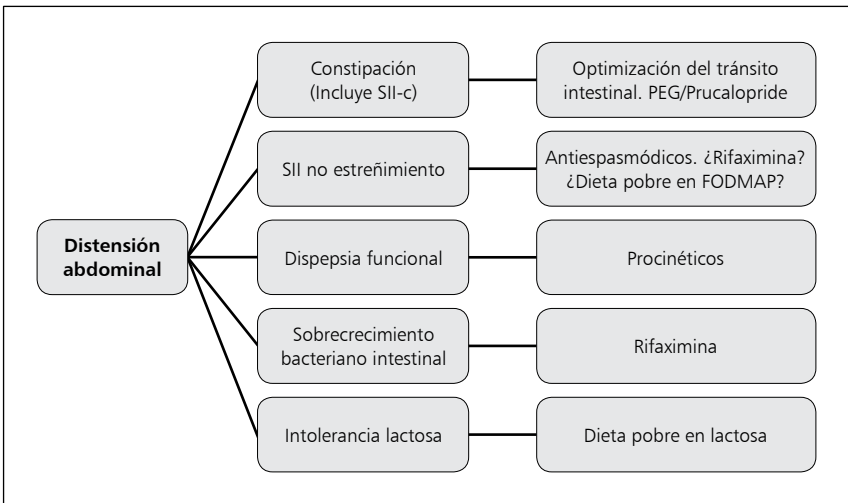 Distensión
abdominal
Constipación
(Incluye SII-c)
Optimización del tránsito
intestinal. PEG/Prucalopride
SII no estreñimiento
Antiespasmódicos. ¿Rifaximina?
¿Dieta pobre en FODMAP?
Dispepsia funcional
Procinéticos
Sobrecrecimiento
bacteriano intestinal
Rifaximina
Intolerancia lactosa
Dieta pobre en lactosa